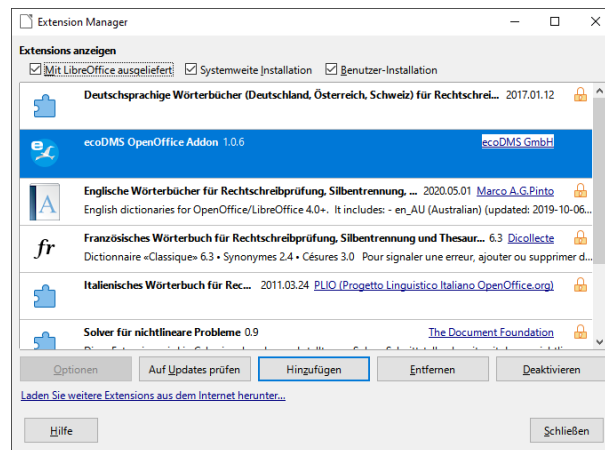 Extension Manager
Extensions anzeigen
Mit LibreOffice ausgeliefert Systemweite Installation Benutzer-Installation
Deutschsprachige Wörterbücher (Deutschland, Österreich, Schweiz) für Rechtschrei... 2017.01.12
ecoDMS OpenOffice Addon 1.0.6 ecoDMS GmbH
Englische Wörterbücher für Rechtschreibprüfung, Silbentrennung, ... 2020.05.01 Marco A.G.Pinto
English dictionaries for OpenOffice/LibreOffice 4.0+. It includes: - en_AU (Australian) (updated: 2019-10-06...
fr
Französisches Wörterbuch für Rechtschreibprüfung, Silbentrennung und Thesaur... 6.3 Dicollecte
Dictionnaire «Classique» 6.3 • Synonymes 2.4 • Césures 3.0 Pour signaler une erreur, ajouter ou supprimer d...
Italienisches Wörterbuch für Rec... 2011.03.24 PLIO (Progetto Linguistico Italiano OpenOffice.org)
Solver für nichtlineare Probleme 0.9 The Document Foundation
Optionen Auf Updates prüfen Hinzufügen Entfernen Deaktivieren
Laden Sie weitere Extensions aus dem Internet herunter...
Hilfe Schließen